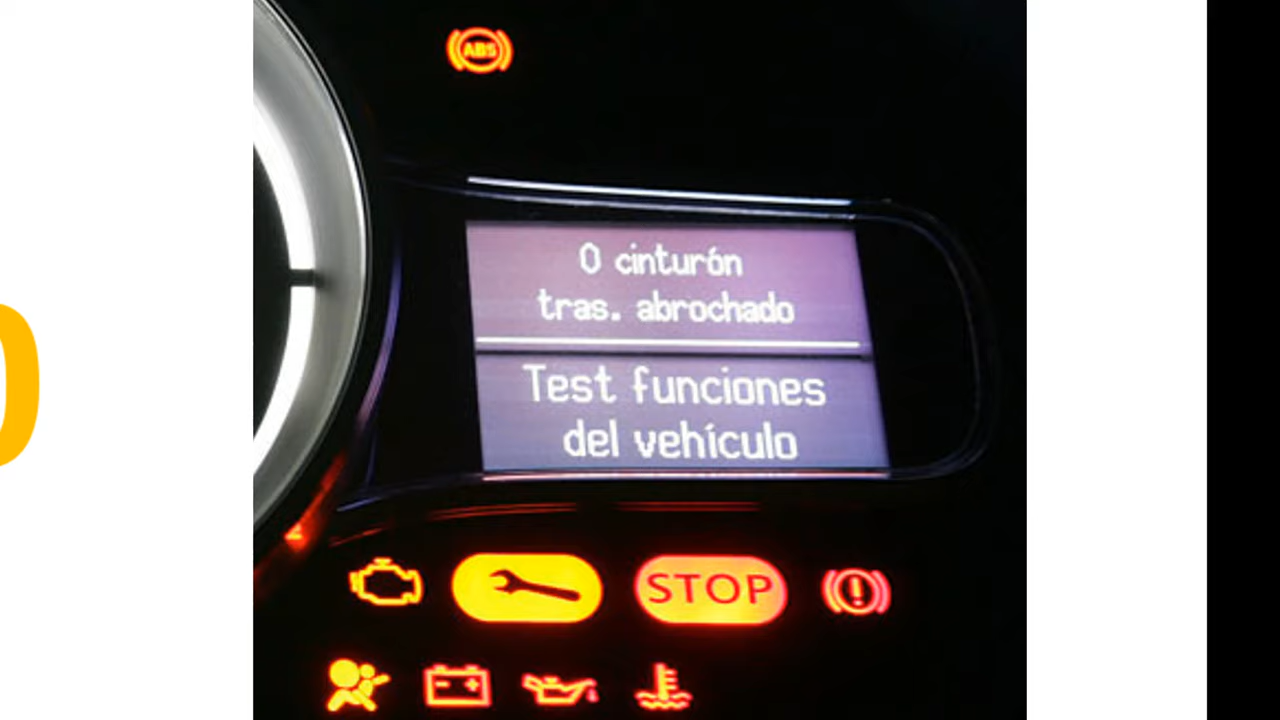 ABS
0 cinturón
tras. abrochado
Test funciones
del vehículo
STOP